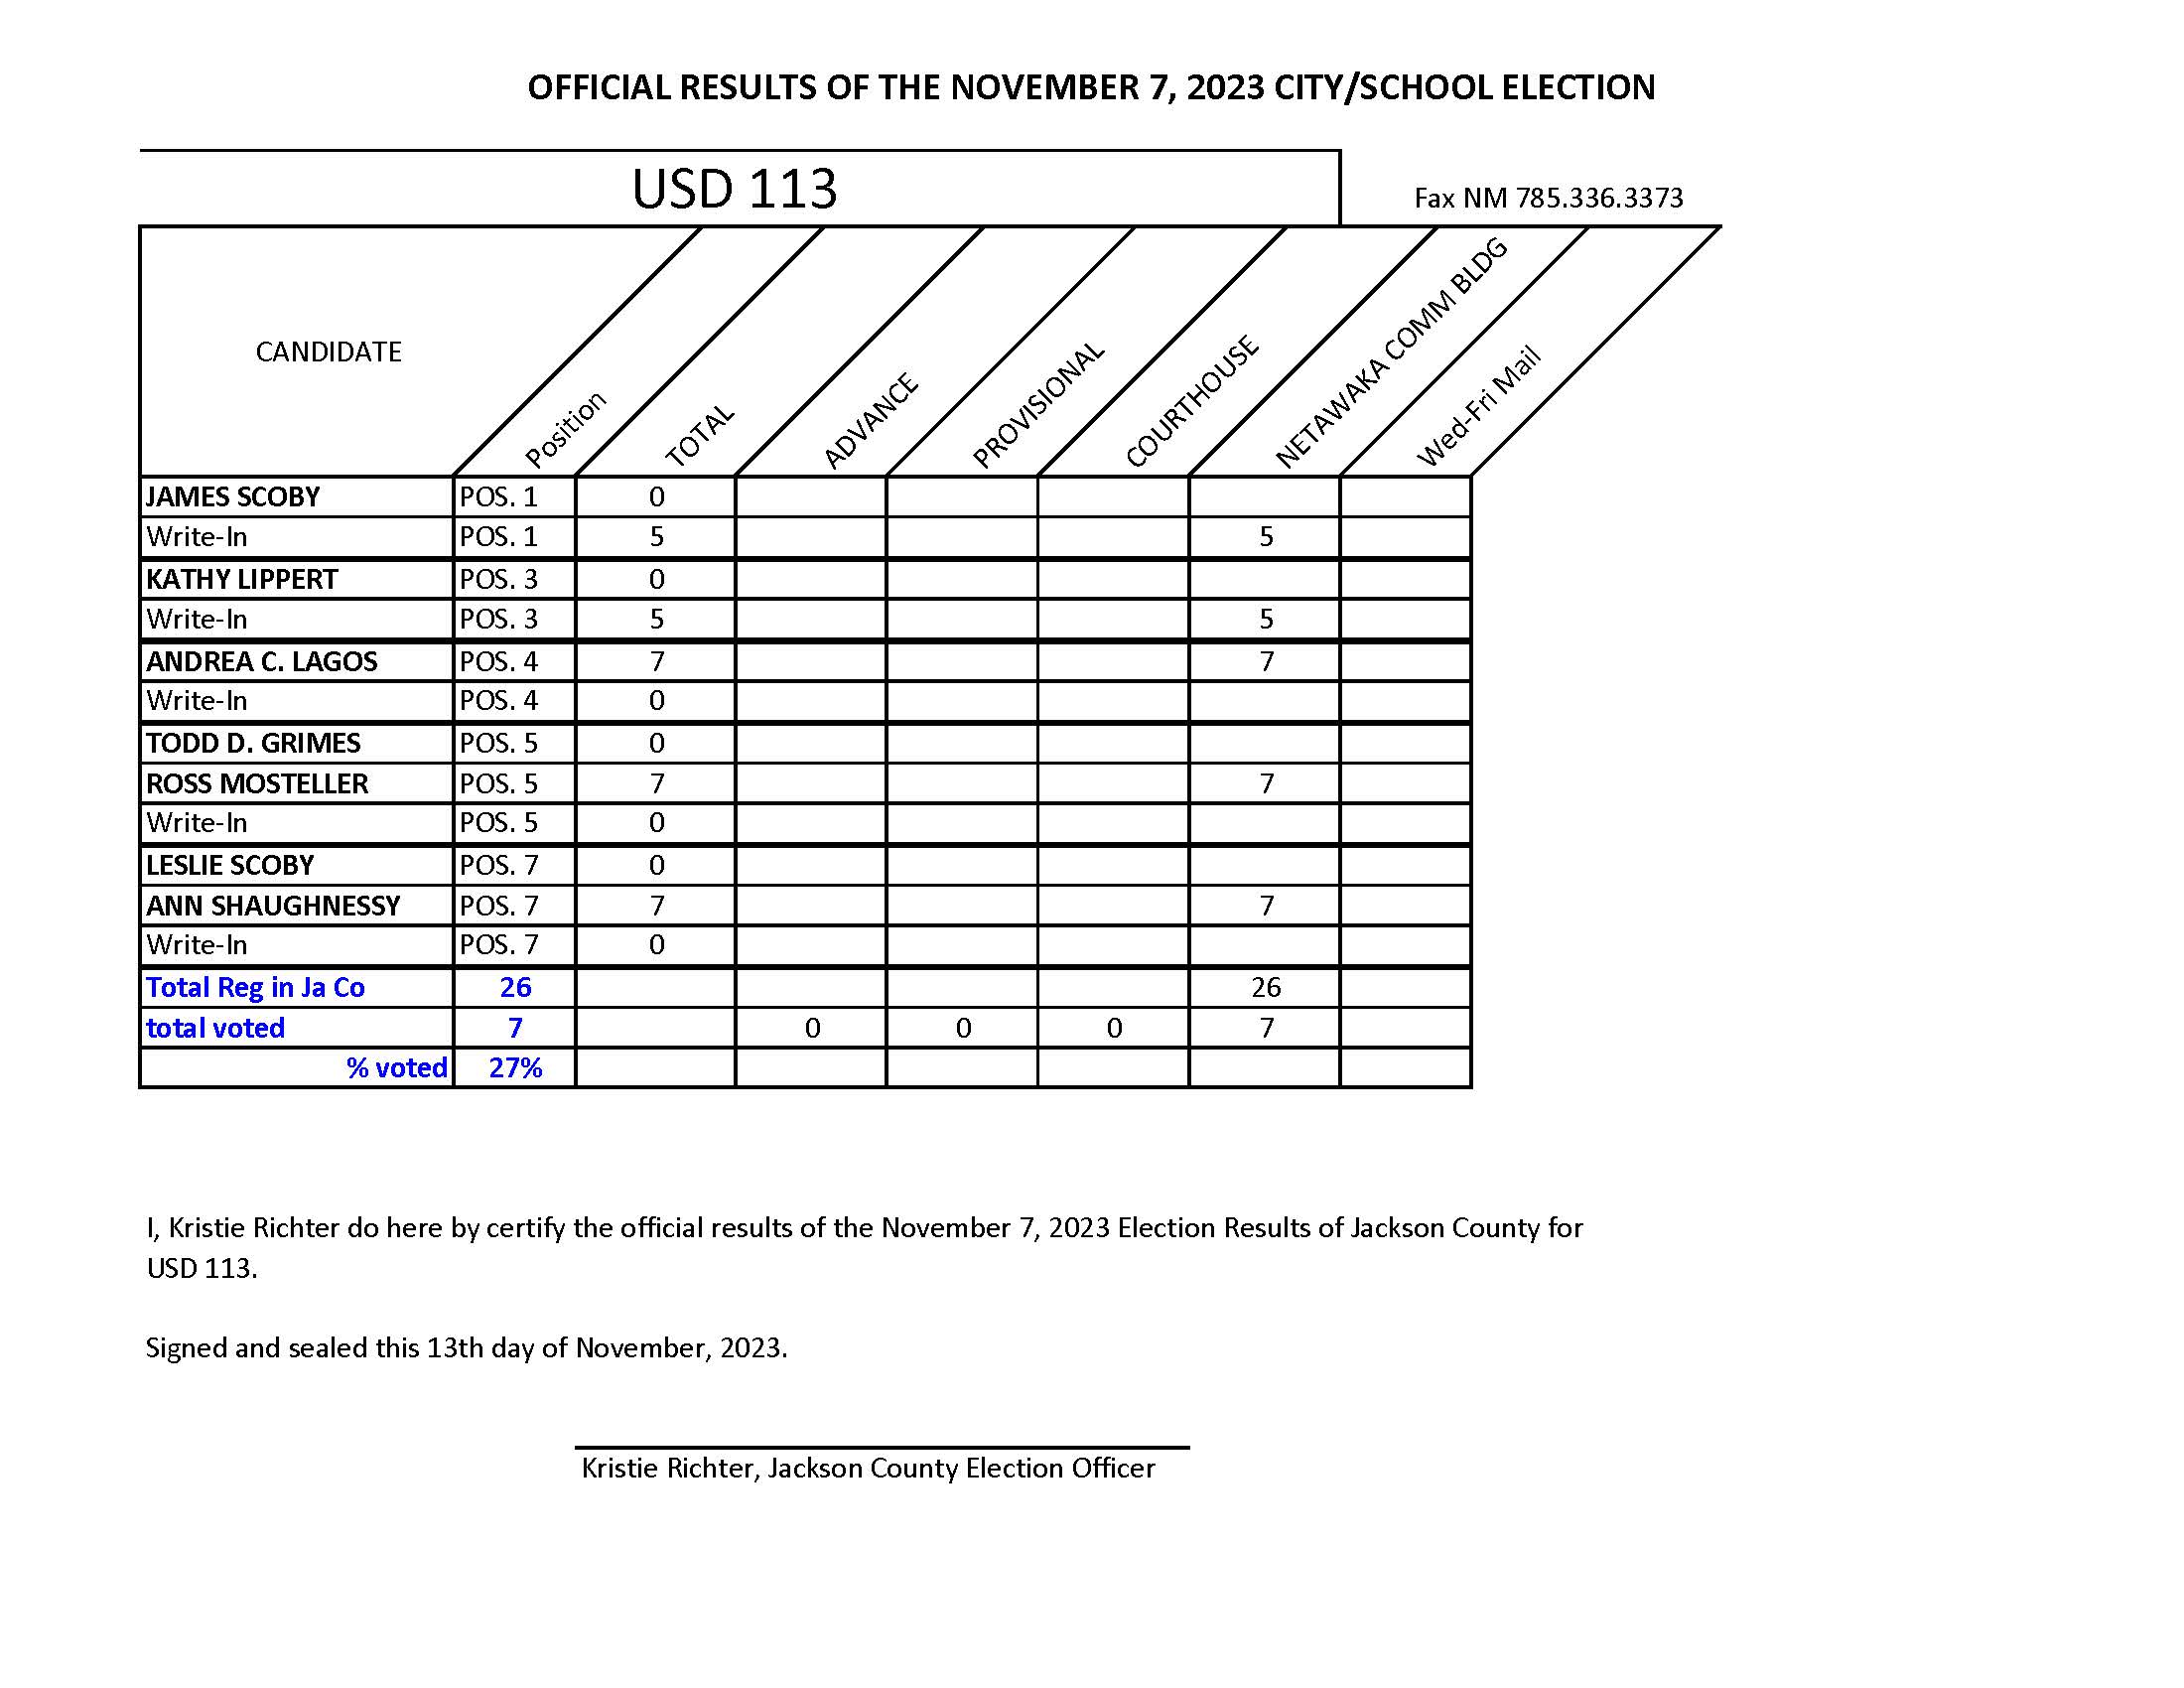 OFFICIAL RESULTS OF THE NOVEMBER 7, 2023 CITY/SCHOOL ELECTION
USD 113
Fax NM 785.336.3373
CANDIDATE Position TOTAL ADVANCE PROVISIONAL COURTHOUSE NETAWAKA COMM BLDG Wed-Fri Mail
JAMES SCOBY POS. 1 0
Write-In POS. 1 5 5
KATHY LIPPERT POS. 3 0
Write-In POS. 3 5 5
ANDREA C. LAGOS POS. 4 7 7
Write-In POS. 4 0
TODD D. GRIMES POS. 5 0
ROSS MOSTELLER POS. 5 7 7
Write-In POS. 5 0
LESLIE SCOBY POS. 7 0
ANN SHAUGHNESSY POS. 7 7 7
Write-In POS. 7 0
Total Reg in Ja Co 26 26
total voted 7 0 0 0 7
% voted 27%
I, Kristie Richter do here by certify the official results of the November 7, 2023 Election Results of Jackson County for
USD 113.
Signed and sealed this 13th day of November, 2023.
Kristie Richter, Jackson County Election Officer